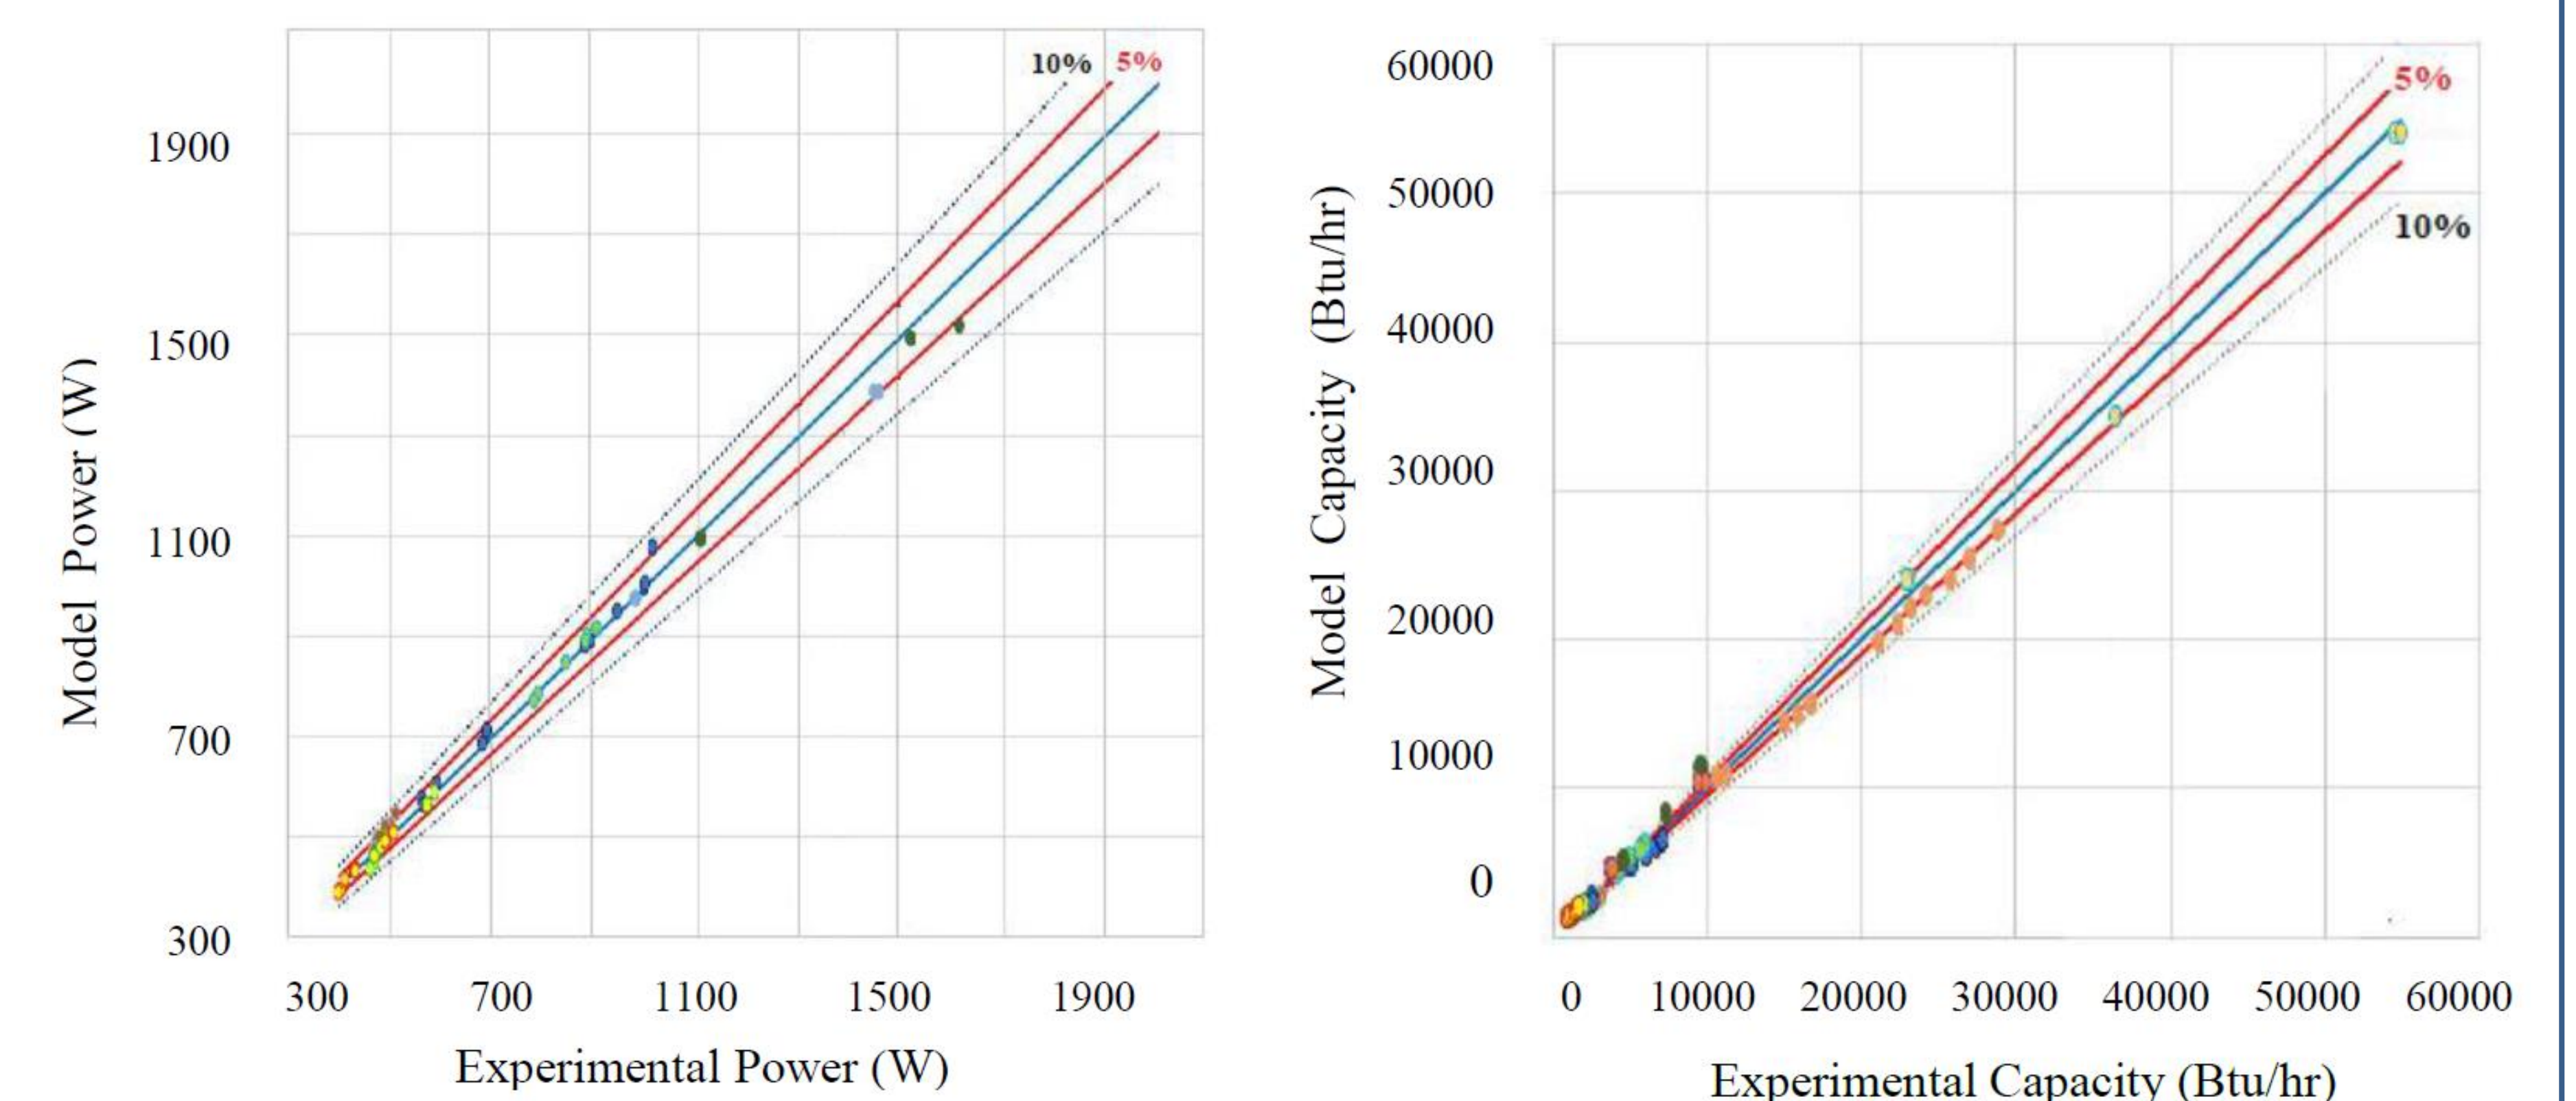 10% 5%
1900
1500
1100
700
300
Model Power (W)
300 700 1100 1500 1900
Experimental Power (W)
60000
50000
40000
30000
20000
10000
0
5%
10%
Model Capacity (Btu/hr)
0 10000 20000 30000 40000 50000 60000
Experimental Capacity (Btu/hr)